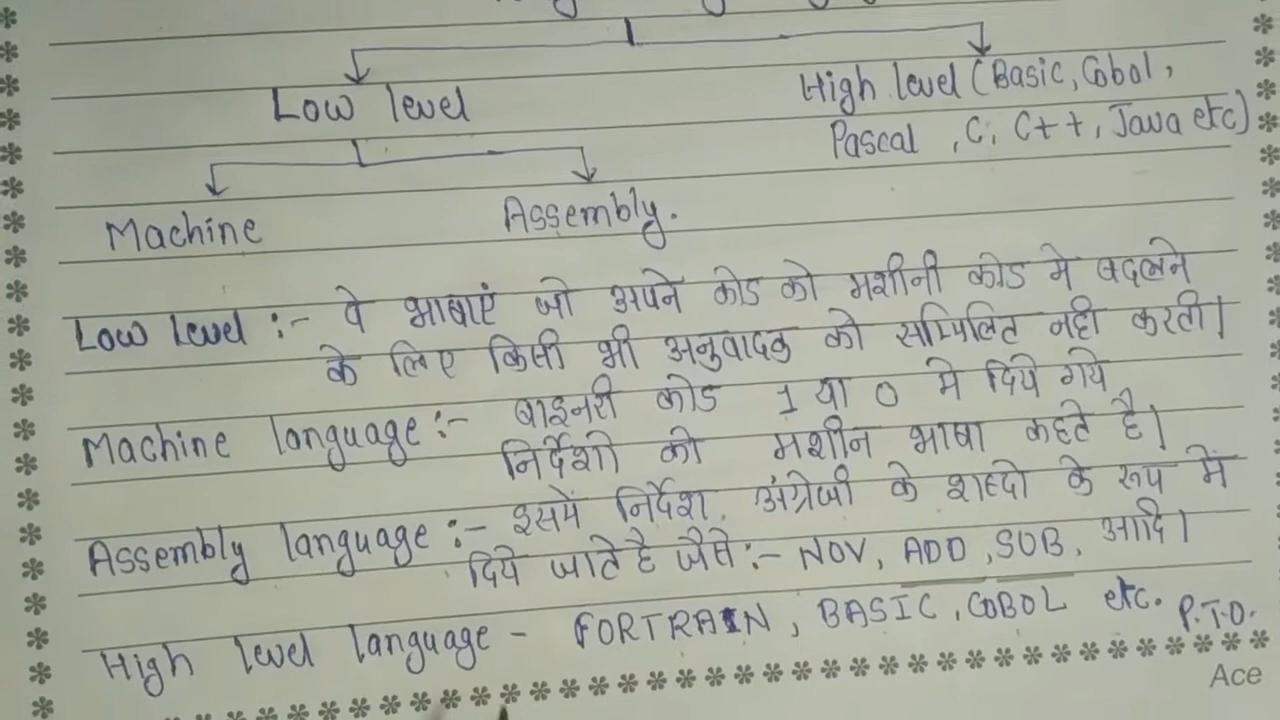 Low level
High level (Basic, Cobol,
Pascal, C, C++, Java etc)
Machine
Assembly.
Low level :- वे भाषाएं जो अपने कोड को मशीनी कोड मे बदलने
के लिए किसी भी अनुवादक को सम्मिलित नही करती।
Machine language :- बाइनरी कोड 1 या 0 मे दिये गये
निर्देशो को मशीन भाषा कहते है।
Assembly language :- इसमें निर्देश अंग्रेजी के शब्दो के रूप में
दिये जाते है जैसे :- NOV, ADD, SUB, आदि।
High level language - FORTRAIN, BASIC, COBOL etc. P.T.O.
Ace